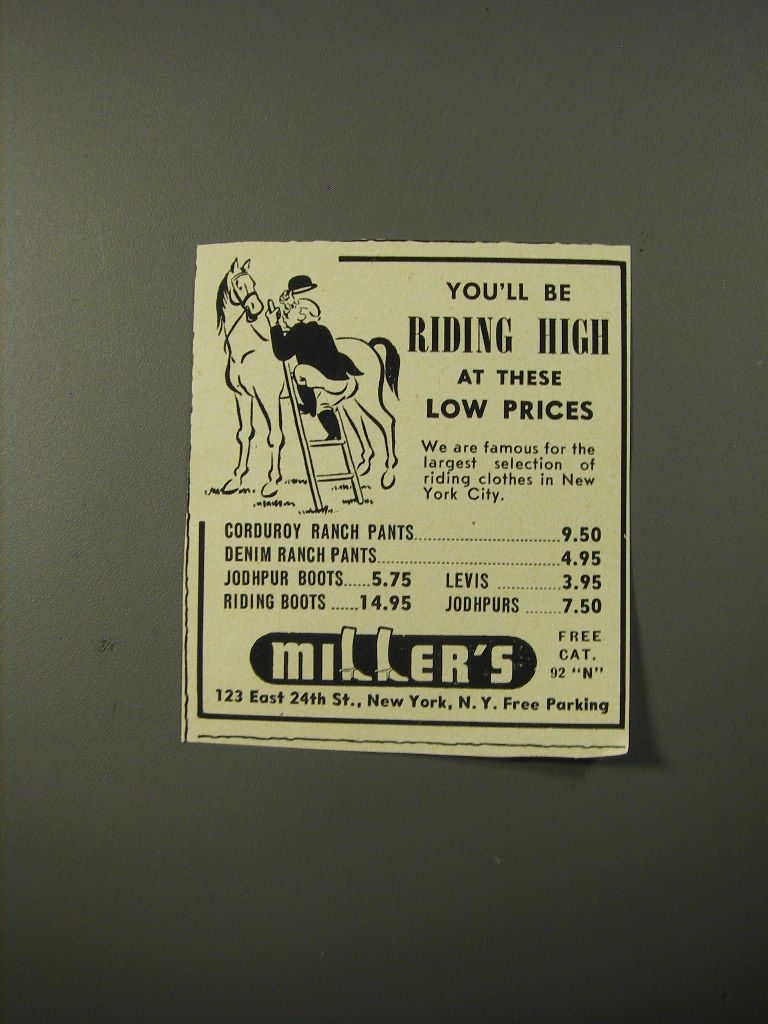 YOU'LL BE
RIDING HIGH
AT THESE
LOW PRICES
We are famous for the
largest selection of
riding clothes in New
York City.
CORDUROY RANCH PANTS..............................9.50
DENIM RANCH PANTS......................................4.95
JODHPUR BOOTS.....5.75 LEVIS .............3.95
RIDING BOOTS .....14.95 JODHPURS .......7.50
MILLER'S
FREE
CAT.
92 "N"
123 East 24th St., New York, N. Y. Free Parking